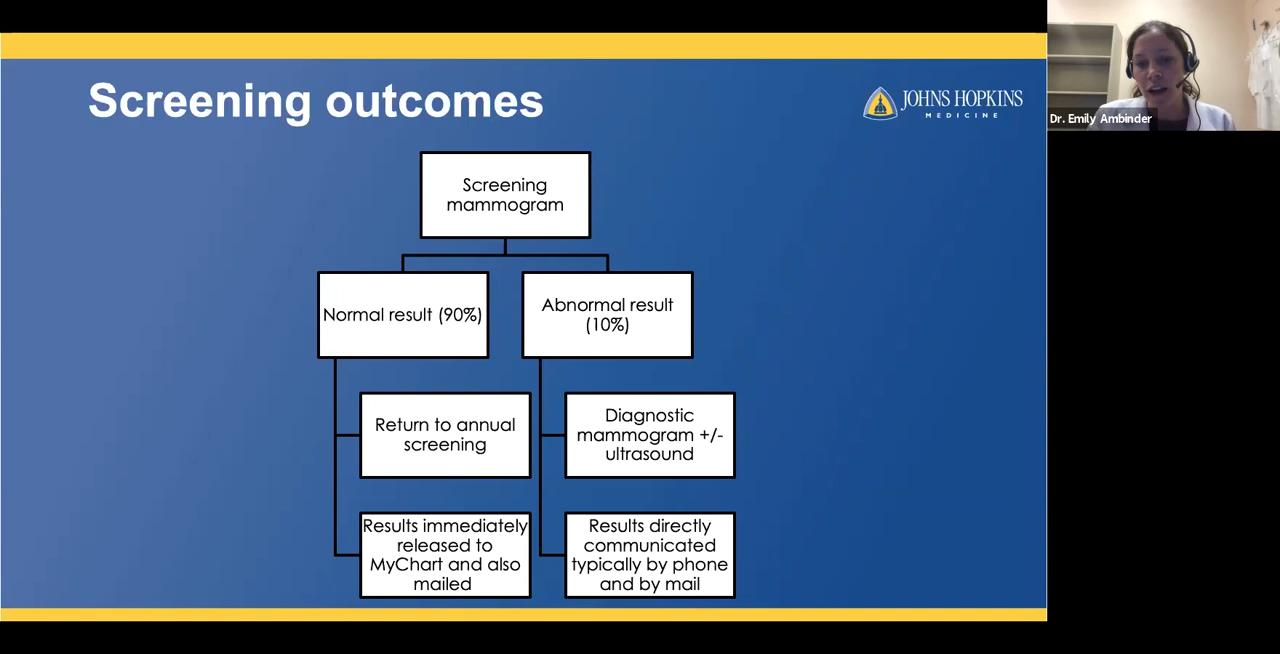 Screening outcomes
JOHNS HOPKINS
MEDICINE
Dr. Emily Ambinder
Screening
mammogram
Normal result (90%)
Abnormal result
(10%)
Return to annual
screening
Diagnostic
mammogram +/-
ultrasound
Results immediately
released to
MyChart and also
mailed
Results directly
communicated
typically by phone
and by mail